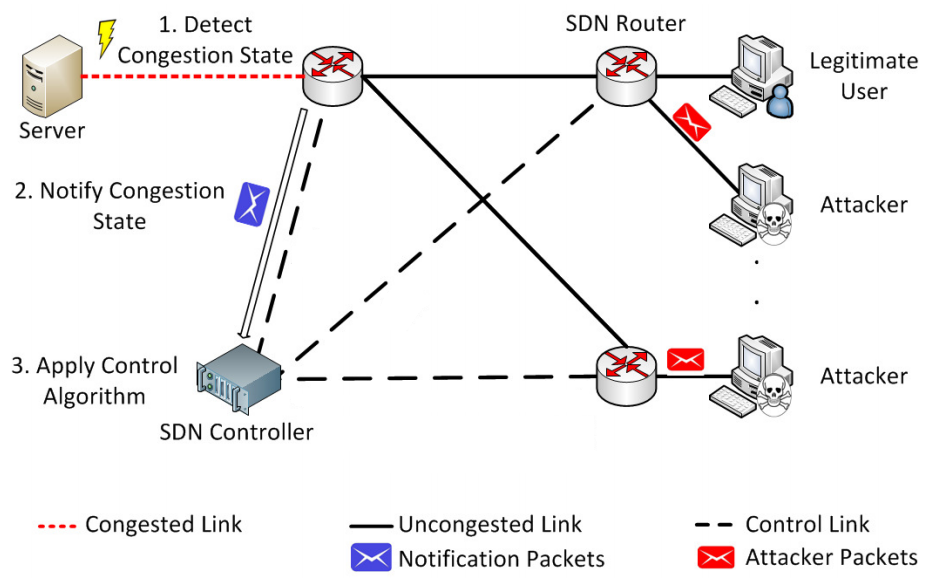 1. Detect
Congestion State
SDN Router
Server
Legitimate
User
2. Notify Congestion
State
Attacker
.
.
3. Apply Control
Algorithm
SDN Controller
Attacker
Congested Link
Uncongested Link
Control Link
Notification Packets
Attacker Packets